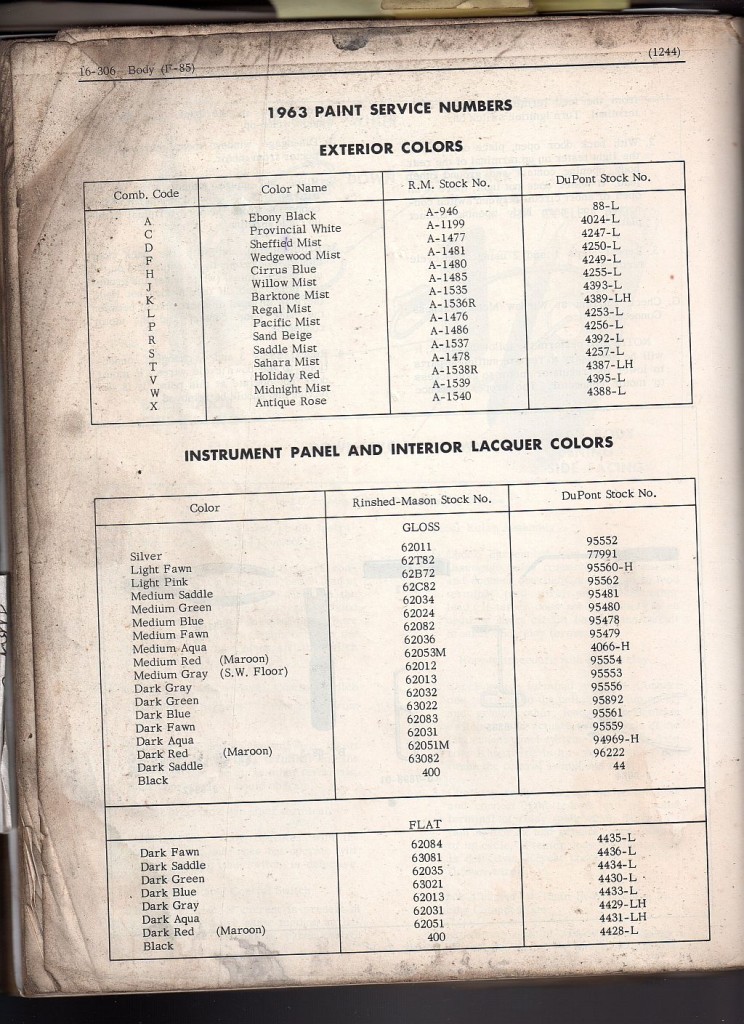 16-306 Body (F-85) (1244)
1963 PAINT SERVICE NUMBERS
EXTERIOR COLORS
Comb. Code Color Name R.M. Stock No. DuPont Stock No.
A Ebony Black A-946 88-L
C Provincial White A-1199 4024-L
D Sheffield Mist A-1477 4247-L
F Wedgewood Mist A-1481 4250-L
H Cirrus Blue A-1480 4249-L
J Willow Mist A-1485 4255-L
K Barktone Mist A-1535 4393-L
L Regal Mist A-1536R 4389-LH
P Pacific Mist A-1476 4253-L
R Sand Beige A-1486 4256-L
S Saddle Mist A-1537 4392-L
T Sahara Mist A-1478 4257-L
V Holiday Red A-1538R 4387-LH
W Midnight Mist A-1539 4395-L
X Antique Rose A-1540 4388-L
INSTRUMENT PANEL AND INTERIOR LACQUER COLORS
Color Rinshed-Mason Stock No. DuPont Stock No.
GLOSS
Silver 62011 95552
Light Fawn 62T82 77991
Light Pink 62B72 95560-H
Medium Saddle 62C82 95562
Medium Green 62034 95481
Medium Blue 62024 95480
Medium Fawn 62082 95478
Medium Aqua 62036 95479
Medium Red (Maroon) 62053M 4066-H
Medium Gray (S.W. Floor) 62012 95554
Dark Gray 62013 95553
Dark Green 62032 95556
Dark Blue 63022 95892
Dark Fawn 62083 95561
Dark Aqua 62031 95559
Dark Red (Maroon) 62051M 94969-H
Dark Saddle 63082 96222
Black 400 44
FLAT
Dark Fawn 62084 4435-L
Dark Saddle 63081 4436-L
Dark Green 62035 4434-L
Dark Blue 63021 4430-L
Dark Gray 62013 4433-L
Dark Aqua 62031 4429-LH
Dark Red (Maroon) 62051 4431-LH
Black 400 4428-L